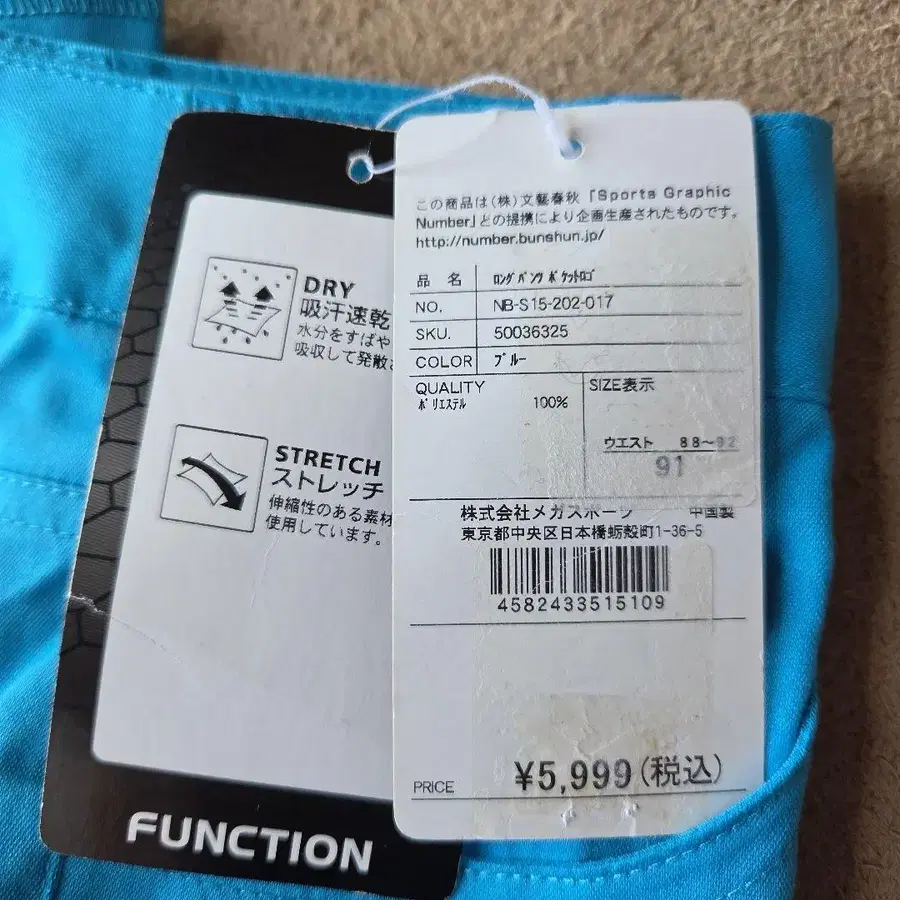 この商品は(株)文藝春秋「Sports Graphic
Number」との提携により企画生産されたものです。
http://number.bunshun.jp/
品 名 ﾛﾝｸﾞﾊﾟﾝﾂ ﾎﾟｹｯﾄﾛｺﾞ
NO. NB-S15-202-017
SKU. 50036325
COLOR ﾌﾞﾙｰ
QUALITY
ﾎﾟﾘｴｽﾃﾙ 100%
SIZE表示
ウエスト 88〜92
91
株式会社メガスポーツ 中国製
東京都中央区日本橋蛎殻町1-36-5
4582433515109
PRICE ¥5,999(税込)
DRY
吸汗速乾
水分をすばや
吸収して発散
STRETCH
ストレッチ
伸縮性のある素材
使用しています。
FUNCTION